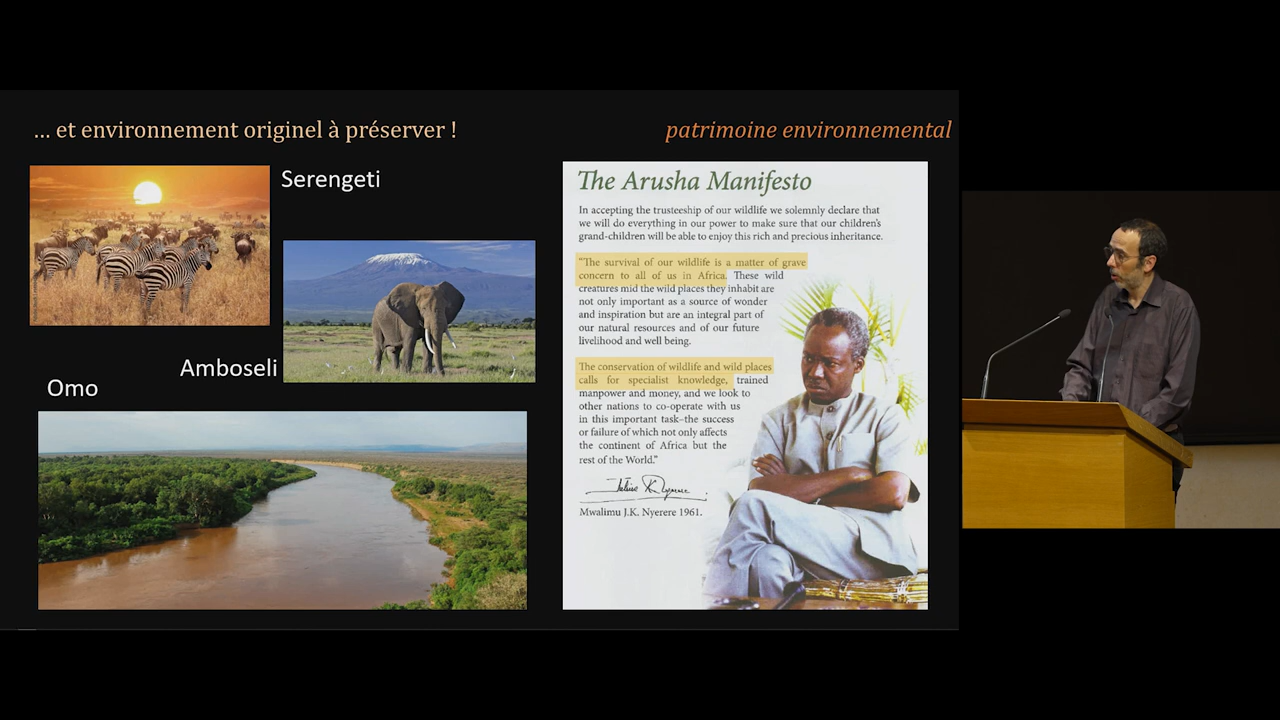 ... et environnement originel à préserver !
patrimoine environnemental
Serengeti
Amboseli
Omo
The Arusha Manifesto
In accepting the trusteeship of our wildlife we solemnly declare that
we will do everything in our power to make sure that our children's
grand-children will be able to enjoy this rich and precious inheritance.
"The survival of our wildlife is a matter of grave
concern to all of us in Africa. These wild
creatures mid the wild places they inhabit are
not only important as a source of wonder
and inspiration but are an integral part of
our natural resources and of our future
livelihood and well being.
The conservation of wildlife and wild places
calls for specialist knowledge, trained
manpower and money, and we look to
other nations to co-operate with us
in this important task–the success
or failure of which not only affects
the continent of Africa but the
rest of the World."
Mwalimu J.K. Nyerere 1961.